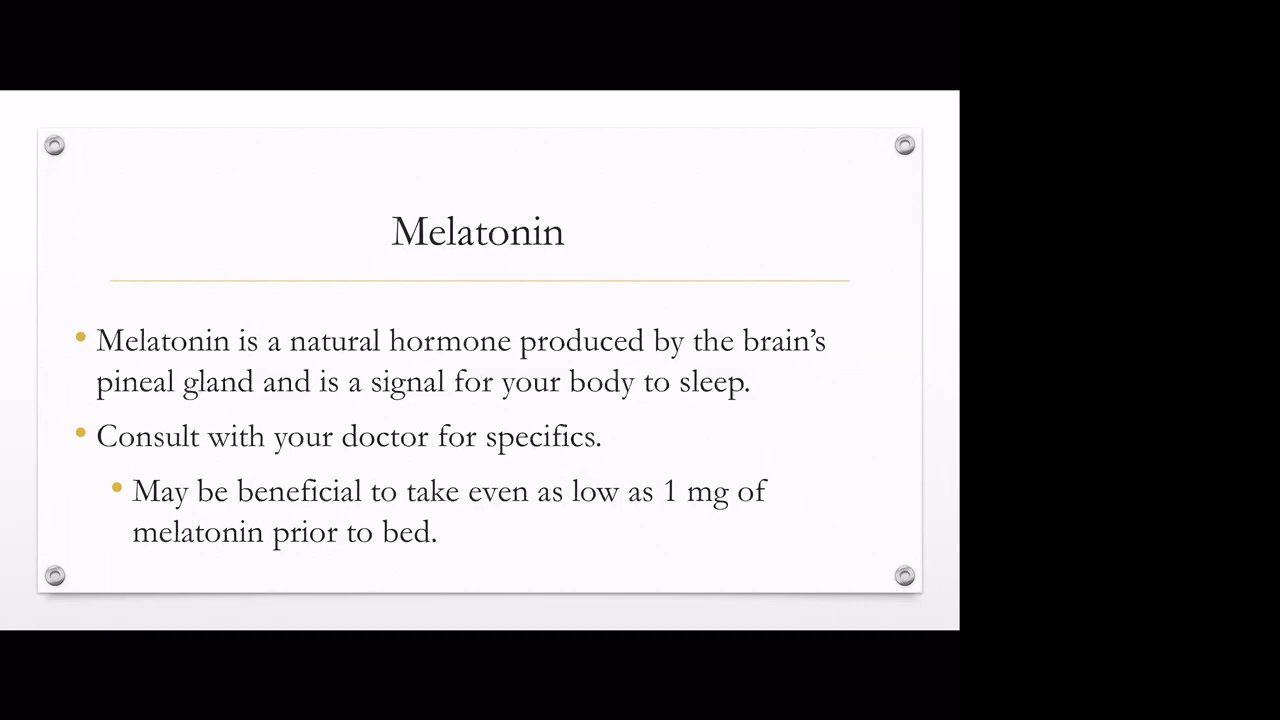 Melatonin
• Melatonin is a natural hormone produced by the brain’s
pineal gland and is a signal for your body to sleep.
• Consult with your doctor for specifics.
• May be beneficial to take even as low as 1 mg of
melatonin prior to bed.